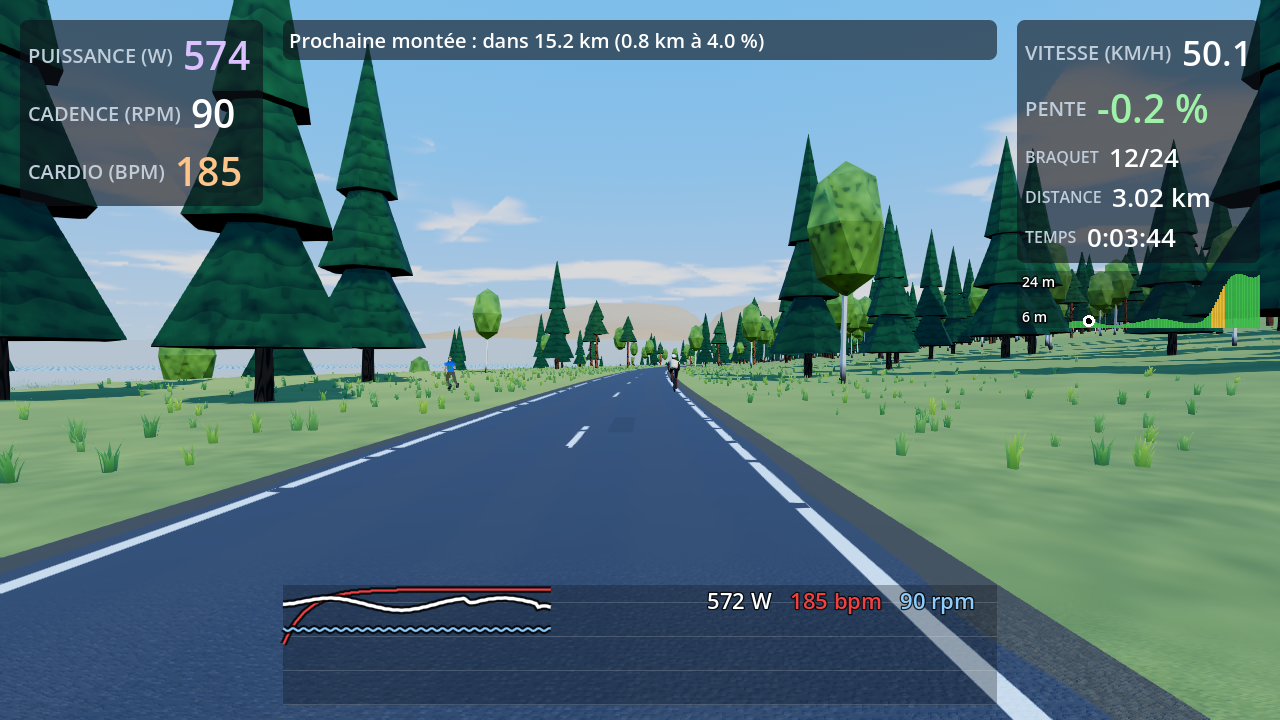 PUISSANCE (W) 574
CADENCE (RPM) 90
CARDIO (BPM) 185
Prochaine montée : dans 15.2 km (0.8 km à 4.0 %)
VITESSE (KM/H) 50.1
PENTE -0.2 %
BRAQUET 12/24
DISTANCE 3.02 km
TEMPS 0:03:44
24 m
6 m
572 W 185 bpm 90 rpm